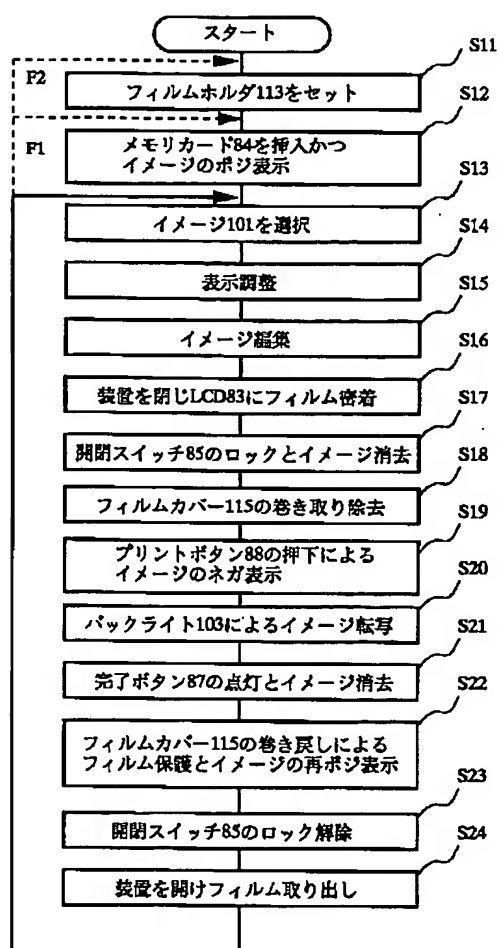 スタート
S11
F2
フィルムホルダ113をセット
S12
F1
メモリカード84を挿入かつ
イメージのポジ表示
S13
イメージ101を選択
S14
表示調整
S15
イメージ編集
S16
装置を閉じLCD83にフィルム密着
S17
開閉スイッチ85のロックとイメージ消去
S18
フィルムカバー115の巻き取り除去
S19
プリントボタン88の押下による
イメージのネガ表示
S20
バックライト103によるイメージ転写
S21
完了ボタン87の点灯とイメージ消去
S22
フィルムカバー115の巻き戻しによる
フィルム保護とイメージの再ポジ表示
S23
開閉スイッチ85のロック解除
S24
装置を開けフィルム取り出し